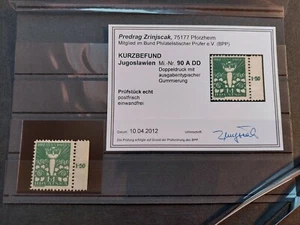 Predrag Zrinjscak, 75177 Pforzheim
Mitglied im Bund Philatelistischer Prüfer e.V. (BPP)
KURZBEFUND
Jugoslawien Mi.-Nr. 90 A DD
Doppeldruck mit
ausgabentypischer
Gummierung
Prüfstück echt
postfrisch
einwandfrei
Datum 10.04.2012 Unterschrift